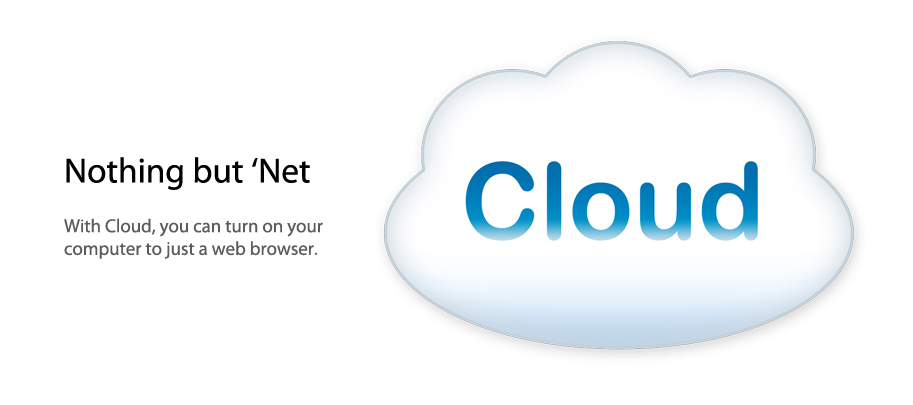 Nothing but ‘Net
With Cloud, you can turn on your
computer to just a web browser.
Cloud